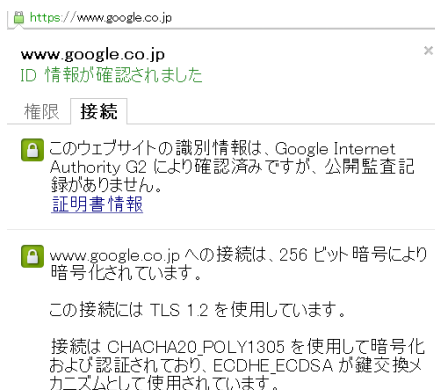 https://www.google.co.jp
www.google.co.jp
ID 情報が確認されました
権限 接続
このウェブサイトの識別情報は、Google Internet
Authority G2 により確認済みですが、公開監査記
録がありません。
証明書情報
www.google.co.jp への接続は、256 ビット暗号により
暗号化されています。
この接続には TLS 1.2 を使用しています。
接続は CHACHA20_POLY1305 を使用して暗号化
および認証されており、ECDHE_ECDSA が鍵交換メ
カニズムとして使用されています。